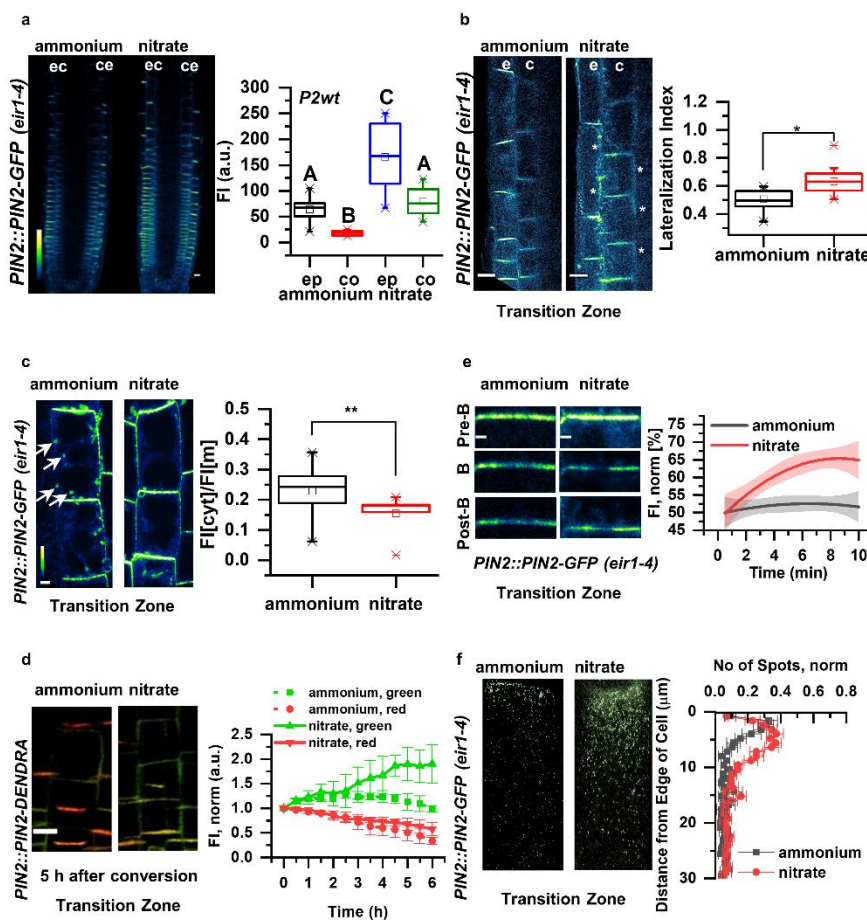 a
ammonium nitrate
ec ce ec ce
PIN2::PIN2-GFP (eir1-4)
P2wt
A B C A
FI (a.u.)
300
250
200
150
100
50
0
ep co ep co
ammonium nitrate
b
ammonium nitrate
e c e c
PIN2::PIN2-GFP (eir1-4)
* * * * *
Transition Zone
*
Lateralization Index
1.2
1.0
0.8
0.6
0.4
ammonium nitrate
c
ammonium nitrate
PIN2::PIN2-GFP (eir1-4)
Transition Zone
**
FI[cyt]/FI[m]
0.5
0.4
0.3
0.2
0.1
0.0
ammonium nitrate
e
ammonium nitrate
Pre-B
B
Post-B
PIN2::PIN2-GFP (eir1-4)
Transition Zone
ammonium
nitrate
FI, norm [%]
75
70
65
60
55
50
45
0 2 4 6 8 10
Time (min)
d
ammonium nitrate
PIN2::PIN2-DENDRA
5 h after conversion
Transition Zone
ammonium, green
ammonium, red
nitrate, green
nitrate, red
FI, norm (a.u.)
2.5
2.0
1.5
1.0
0.5
0.0
0 1 2 3 4 5 6
Time (h)
f
ammonium nitrate
PIN2::PIN2-GFP (eir1-4)
Transition Zone
No of Spots, norm
0.0 0.2 0.4 0.6 0.8
Distance from Edge of Cell (μm)
0
10
20
30
ammonium
nitrate